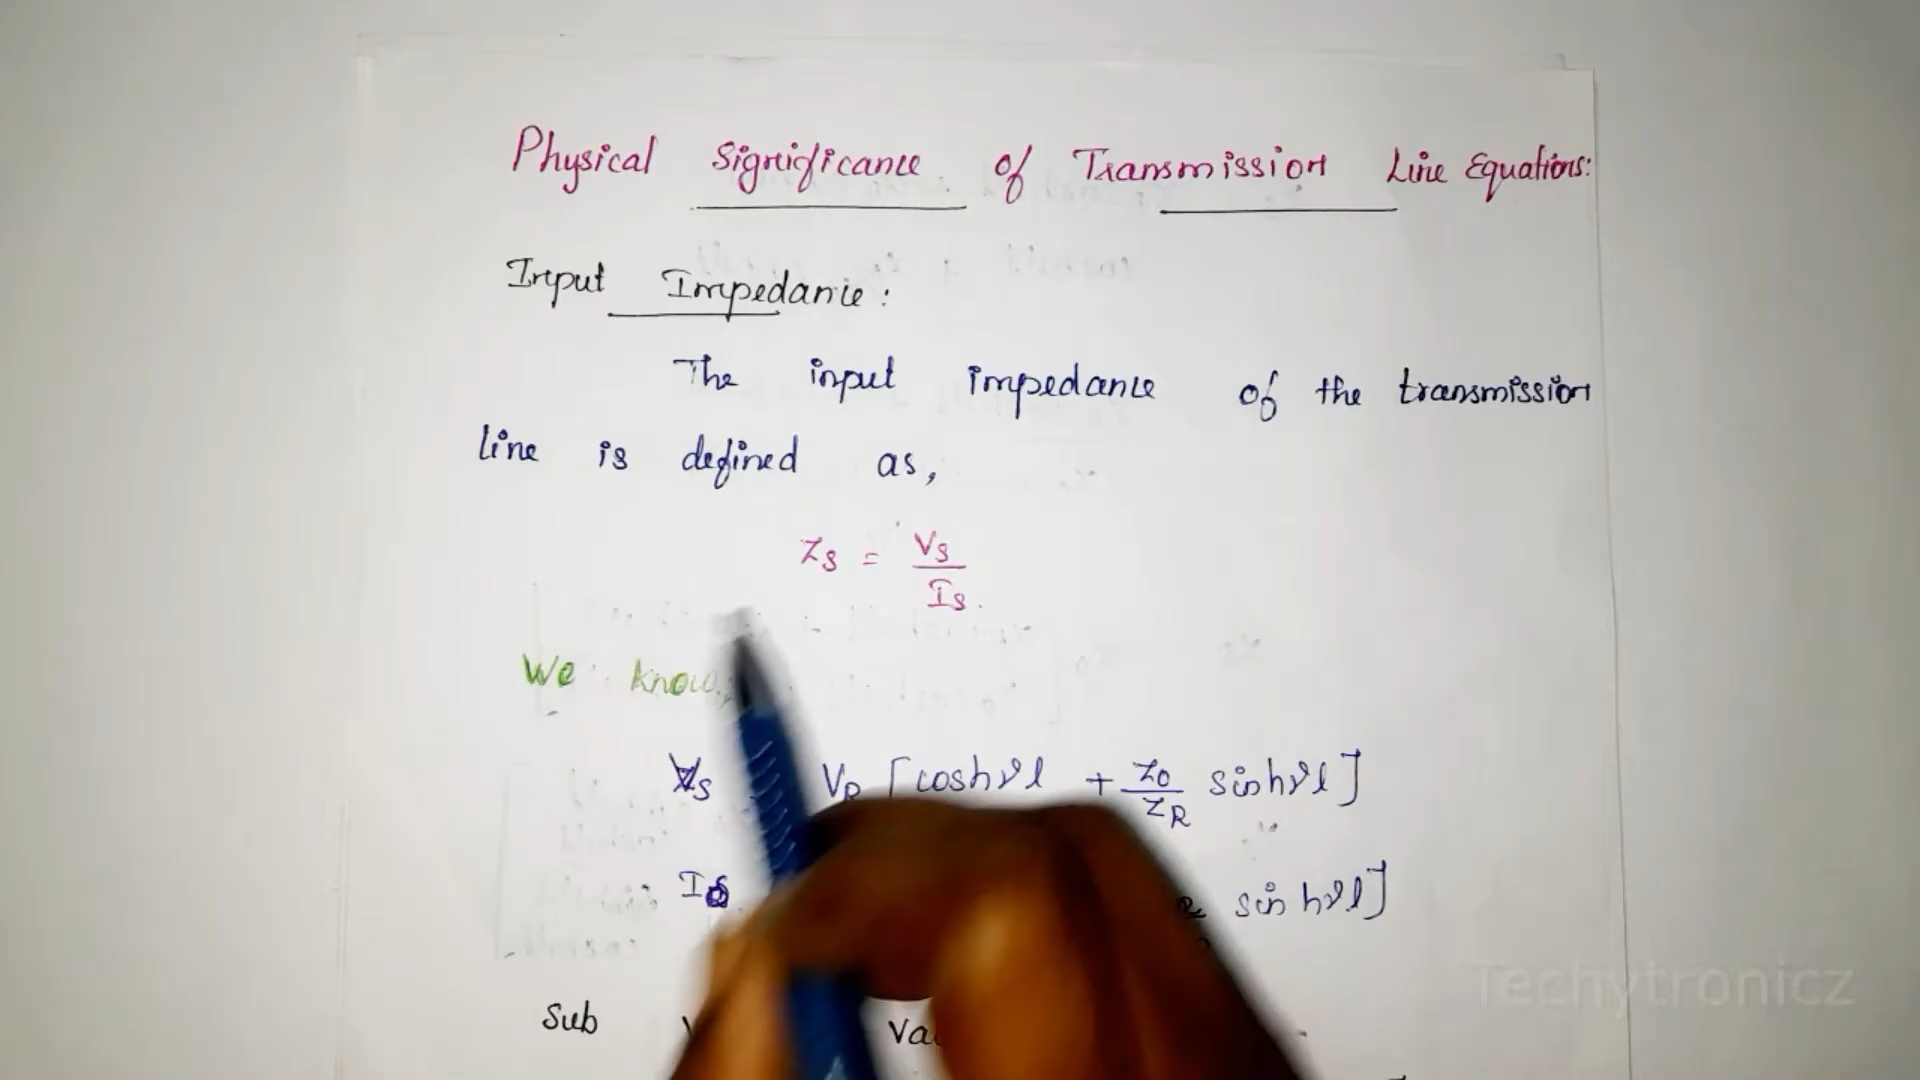 Physical Significance of Transmission Line Equations:
Input Impedance:
The input impedance of the transmission
line is defined as,
Zs = Vs / Is.
We know,
Vs VR [coshγl + Z0/ZR sinhγl]
Is sinhγl]
Sub
Techytronicz